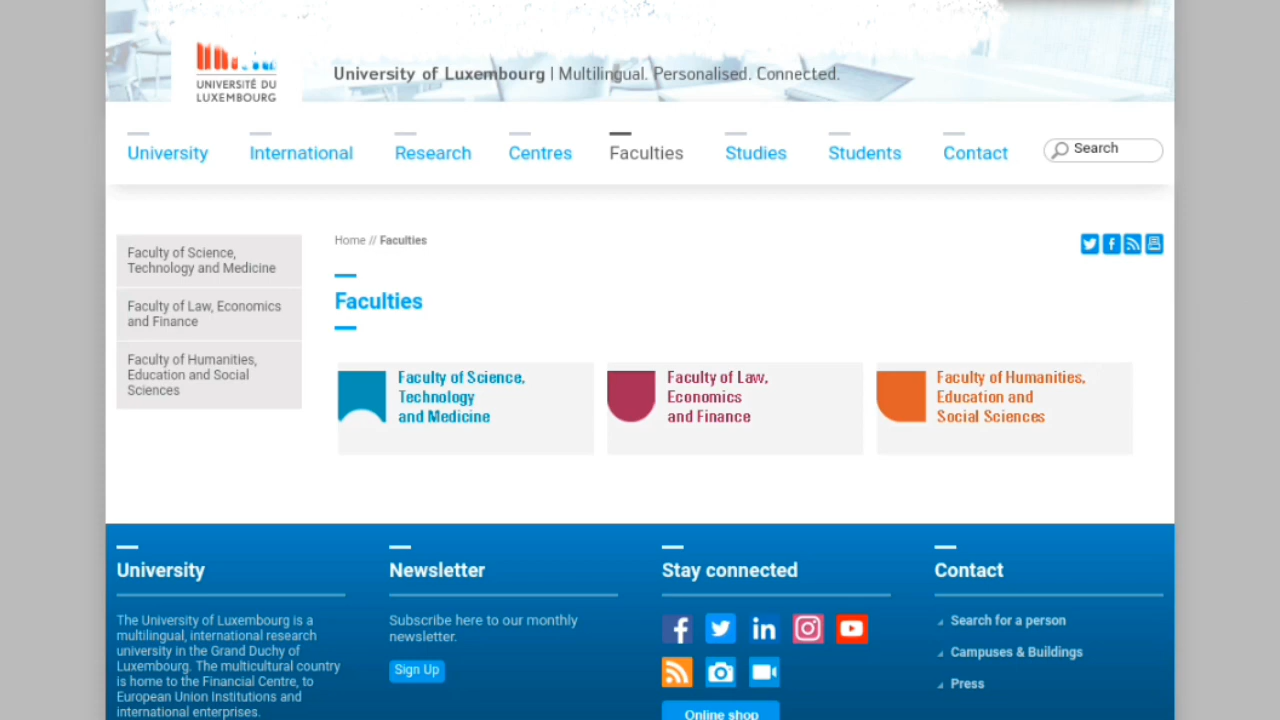 UNIVERSITÉ DU
LUXEMBOURG
University of Luxembourg | Multilingual. Personalised. Connected.
University
International
Research
Centres
Faculties
Studies
Students
Contact
Search
Faculty of Science,
Technology and Medicine
Faculty of Law, Economics
and Finance
Faculty of Humanities,
Education and Social
Sciences
Home // Faculties
Faculties
Faculty of Science,
Technology
and Medicine
Faculty of Law,
Economics
and Finance
Faculty of Humanities,
Education and
Social Sciences
University
The University of Luxembourg is a
multilingual, international research
university in the Grand Duchy of
Luxembourg. The multicultural country
is home to the Financial Centre, to
European Union Institutions and
international enterprises.
Newsletter
Subscribe here to our monthly
newsletter.
Sign Up
Stay connected
Online shop
Contact
Search for a person
Campuses & Buildings
Press